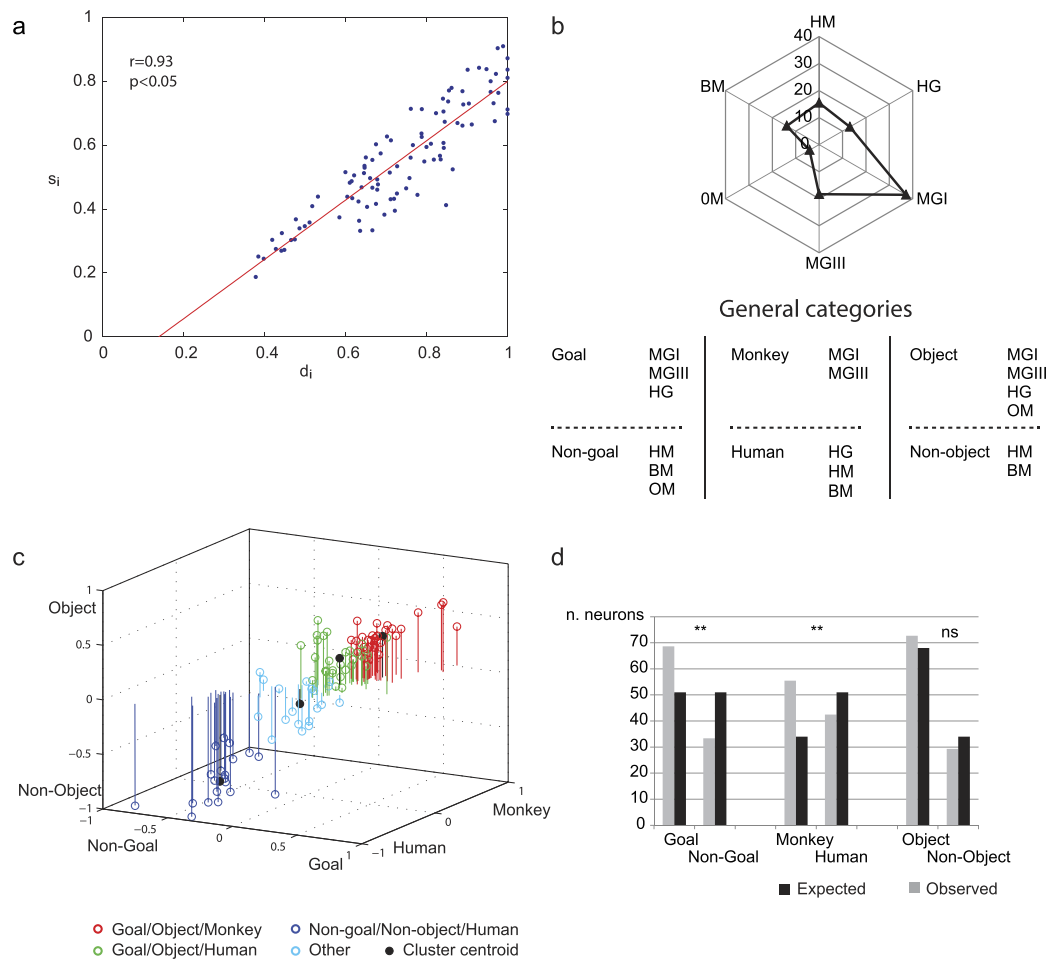 a
1
0.8
0.6
0.4
0.2
0
r=0.93
p<0.05
si
0 0.2 0.4 0.6 0.8 1
di
b
HM
40
30
20
10
0
BM
HG
0M
MGI
MGIII
General categories
Goal MGI
MGIII
HG
Non-goal HM
BM
OM
Monkey MGI
MGIII
Human HG
HM
BM
Object MGI
MGIII
HG
OM
Non-object HM
BM
c
1
Object
0.5
0
−0.5
Non-Object
−1
−1
−0.5
0
0.5
1
Non-Goal
Goal
−1
0
1
Human
Monkey
Goal/Object/Monkey
Goal/Object/Human
Non-goal/Non-object/Human
Other
Cluster centroid
d
n. neurons
70
60
50
40
30
20
10
0
** ** ns
Goal Monkey Object
Non-Goal Human Non-Object
Expected Observed